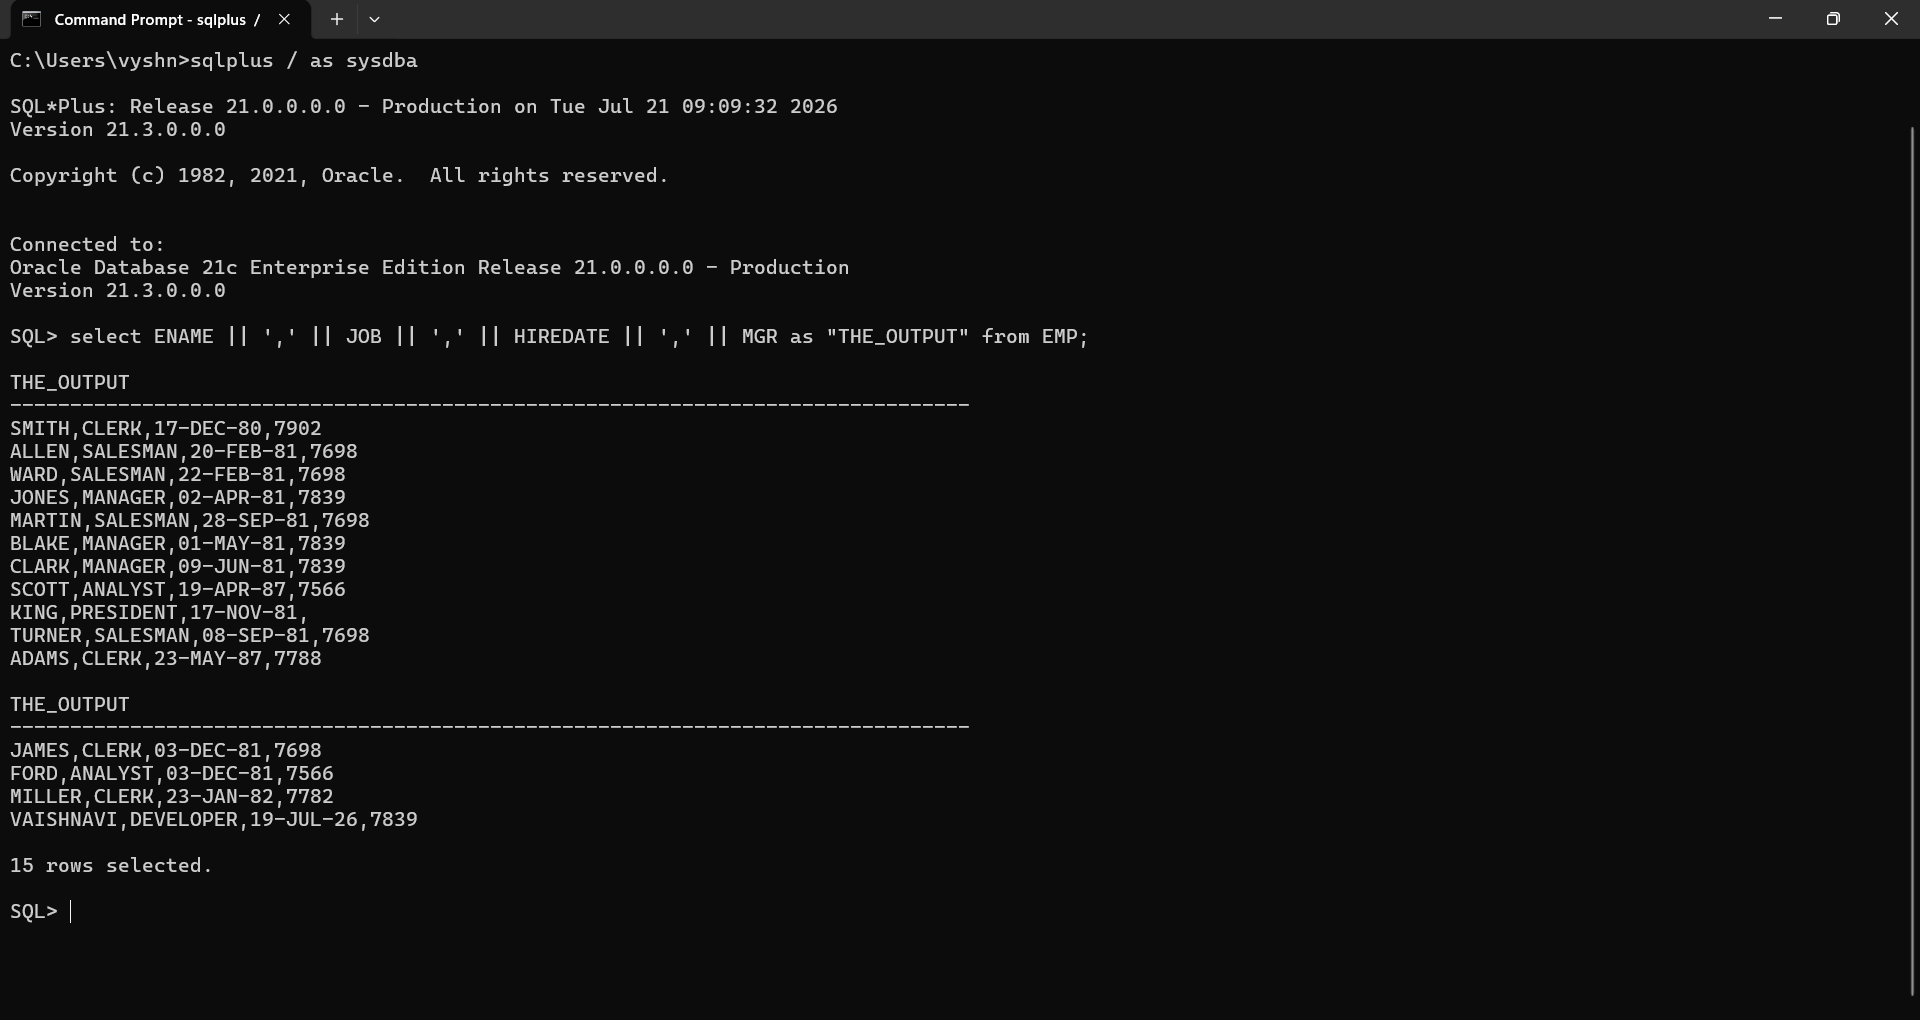 Command Prompt - sqlplus /
C:\Users\vyshn>sqlplus / as sysdba
SQL*Plus: Release 21.0.0.0.0 - Production on Tue Jul 21 09:09:32 2026
Version 21.3.0.0.0
Copyright (c) 1982, 2021, Oracle.  All rights reserved.
Connected to:
Oracle Database 21c Enterprise Edition Release 21.0.0.0.0 - Production
Version 21.3.0.0.0
SQL> select ENAME || ',' || JOB || ',' || HIREDATE || ',' || MGR as "THE_OUTPUT" from EMP;
THE_OUTPUT
--------------------------------------------------------------------------------
SMITH,CLERK,17-DEC-80,7902
ALLEN,SALESMAN,20-FEB-81,7698
WARD,SALESMAN,22-FEB-81,7698
JONES,MANAGER,02-APR-81,7839
MARTIN,SALESMAN,28-SEP-81,7698
BLAKE,MANAGER,01-MAY-81,7839
CLARK,MANAGER,09-JUN-81,7839
SCOTT,ANALYST,19-APR-87,7566
KING,PRESIDENT,17-NOV-81,
TURNER,SALESMAN,08-SEP-81,7698
ADAMS,CLERK,23-MAY-87,7788
THE_OUTPUT
--------------------------------------------------------------------------------
JAMES,CLERK,03-DEC-81,7698
FORD,ANALYST,03-DEC-81,7566
MILLER,CLERK,23-JAN-82,7782
VAISHNAVI,DEVELOPER,19-JUL-26,7839
15 rows selected.
SQL>